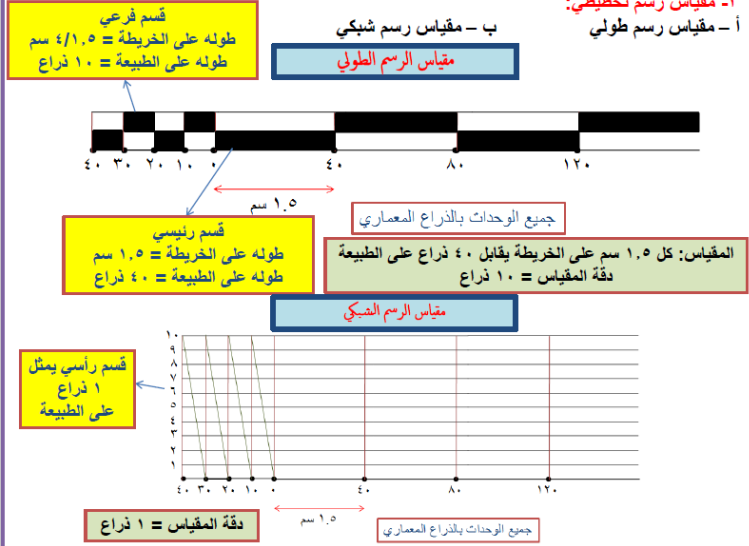 ٢- مقياس رسم تخطيطي:
أ – مقياس رسم طولي
ب – مقياس رسم شبكي
قسم فرعي
طوله على الخريطة = ٤/١,٥ سم
طوله على الطبيعة = ١٠ ذراع
مقياس الرسم الطولي
٤٠ ٣٠ ٢٠ ١٠ ٠ ٤٠ ٨٠ ١٢٠
١,٥ سم
جميع الوحدات بالذراع المعماري
قسم رئيسي
طوله على الخريطة = ١,٥ سم
طوله على الطبيعة = ٤٠ ذراع
المقياس: كل ١,٥ سم على الخريطة يقابل ٤٠ ذراع على الطبيعة
دقة المقياس = ١٠ ذراع
مقياس الرسم الشبكي
١٠
٩
٨
٧
٦
٥
٤
٣
٢
١
قسم رأسي يمثل
١ ذراع
على الطبيعة
٤٠ ٣٠ ٢٠ ١٠ ٠ ٤٠ ٨٠ ١٢٠
١,٥ سم
دقة المقياس = ١ ذراع
جميع الوحدات بالذراع المعماري